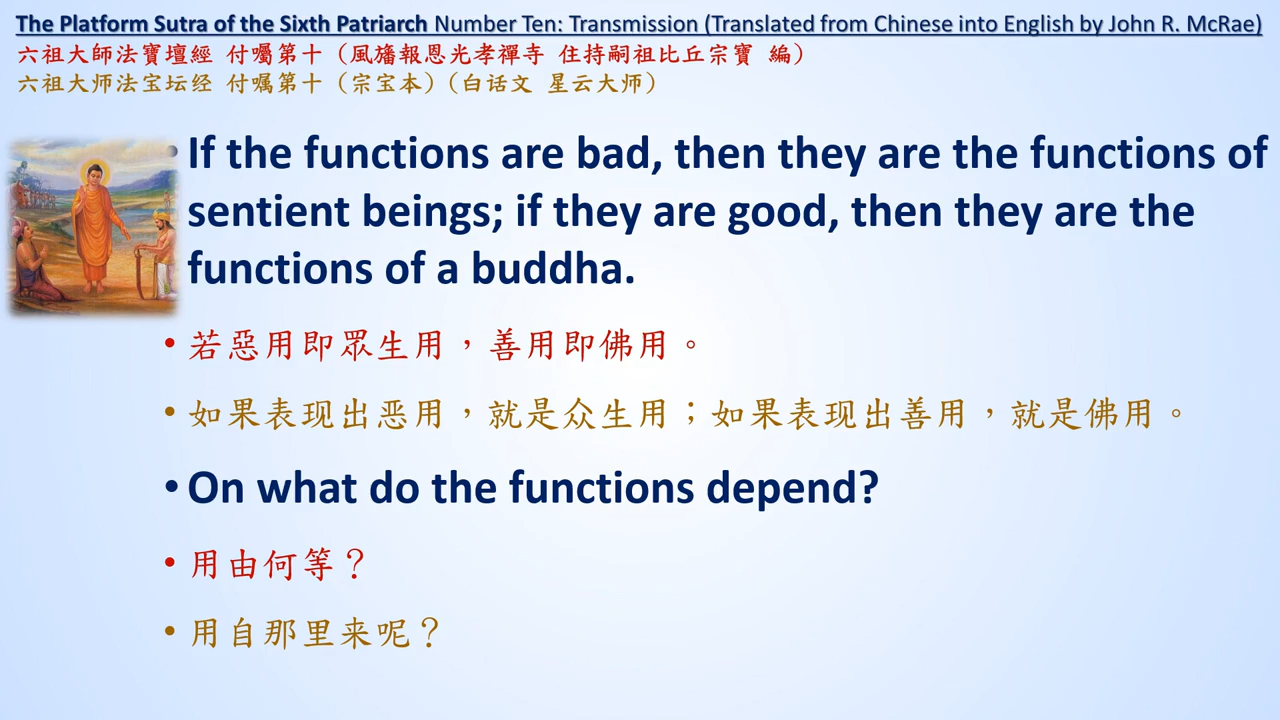 The Platform Sutra of the Sixth Patriarch Number Ten: Transmission (Translated from Chinese into English by John R. McRae)
六祖大師法寶壇經 付囑第十（風旛報恩光孝禪寺 住持嗣祖比丘宗寶 編）
六祖大师法宝坛经 付嘱第十（宗宝本）（白话文 星云大师）
• If the functions are bad, then they are the functions of
sentient beings; if they are good, then they are the
functions of a buddha.
• 若惡用即眾生用，善用即佛用。
• 如果表现出恶用，就是众生用；如果表现出善用，就是佛用。
• On what do the functions depend?
• 用由何等？
• 用自那里来呢？